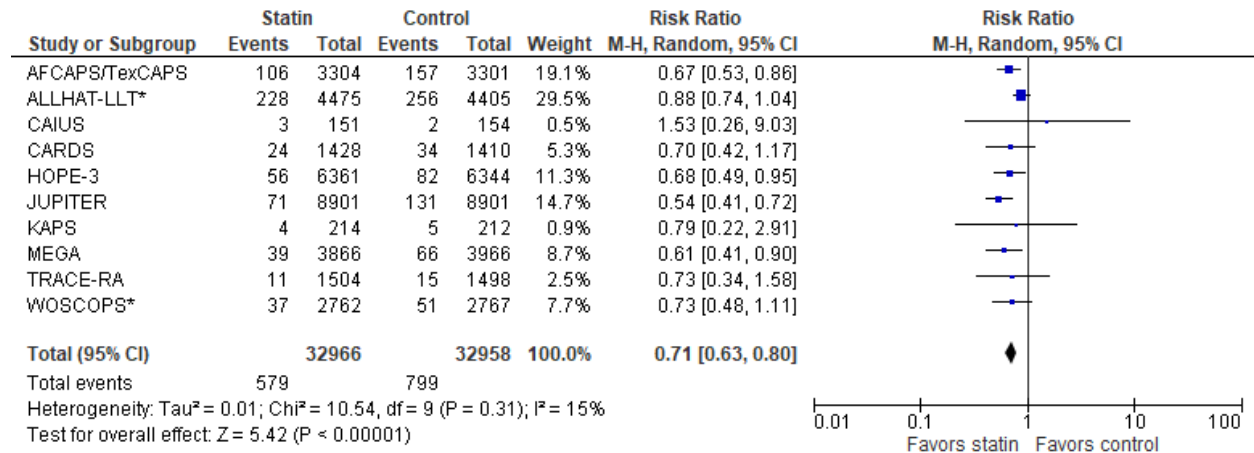 Statin Control Risk Ratio Risk Ratio
Study or Subgroup Events Total Events Total Weight M-H, Random, 95% CI M-H, Random, 95% CI
AFCAPS/TexCAPS 106 3304 157 3301 19.1% 0.67 [0.53, 0.86]
ALLHAT-LLT* 228 4475 256 4405 29.5% 0.88 [0.74, 1.04]
CAIUS 3 151 2 154 0.5% 1.53 [0.26, 9.03]
CARDS 24 1428 34 1410 5.3% 0.70 [0.42, 1.17]
HOPE-3 56 6361 82 6344 11.3% 0.68 [0.49, 0.95]
JUPITER 71 8901 131 8901 14.7% 0.54 [0.41, 0.72]
KAPS 4 214 5 212 0.9% 0.79 [0.22, 2.91]
MEGA 39 3866 66 3966 8.7% 0.61 [0.41, 0.90]
TRACE-RA 11 1504 15 1498 2.5% 0.73 [0.34, 1.58]
WOSCOPS* 37 2762 51 2767 7.7% 0.73 [0.48, 1.11]
Total (95% CI) 32966 32958 100.0% 0.71 [0.63, 0.80]
Total events 579 799
Heterogeneity: Tau² = 0.01; Chi² = 10.54, df = 9 (P = 0.31); I² = 15%
Test for overall effect: Z = 5.42 (P < 0.00001)
0.01 0.1 1 10 100
Favors statin Favors control